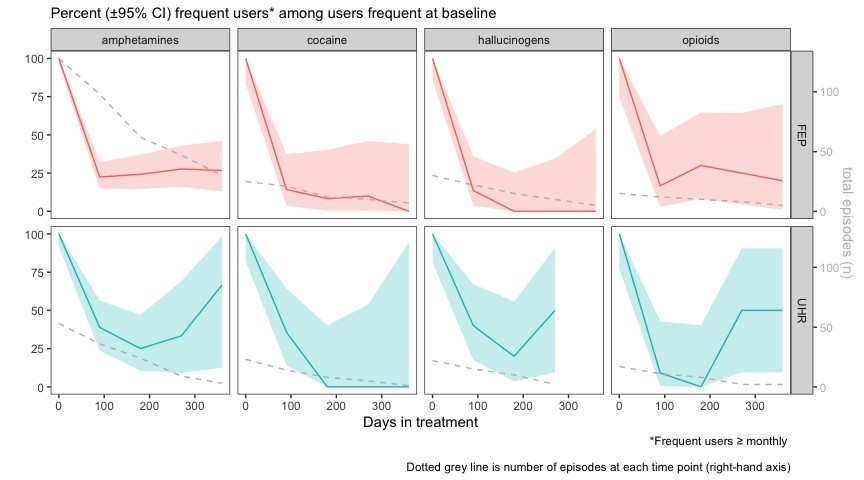 Percent (±95% CI) frequent users* among users frequent at baseline
amphetamines
cocaine
hallucinogens
opioids
100
75
50
25
0
100
50
0
FEP
100
75
50
25
0
100
50
0
UHR
total episodes (n)
0 100 200 300
0 100 200 300
0 100 200 300
0 100 200 300
Days in treatment
*Frequent users ≥ monthly
Dotted grey line is number of episodes at each time point (right-hand axis)